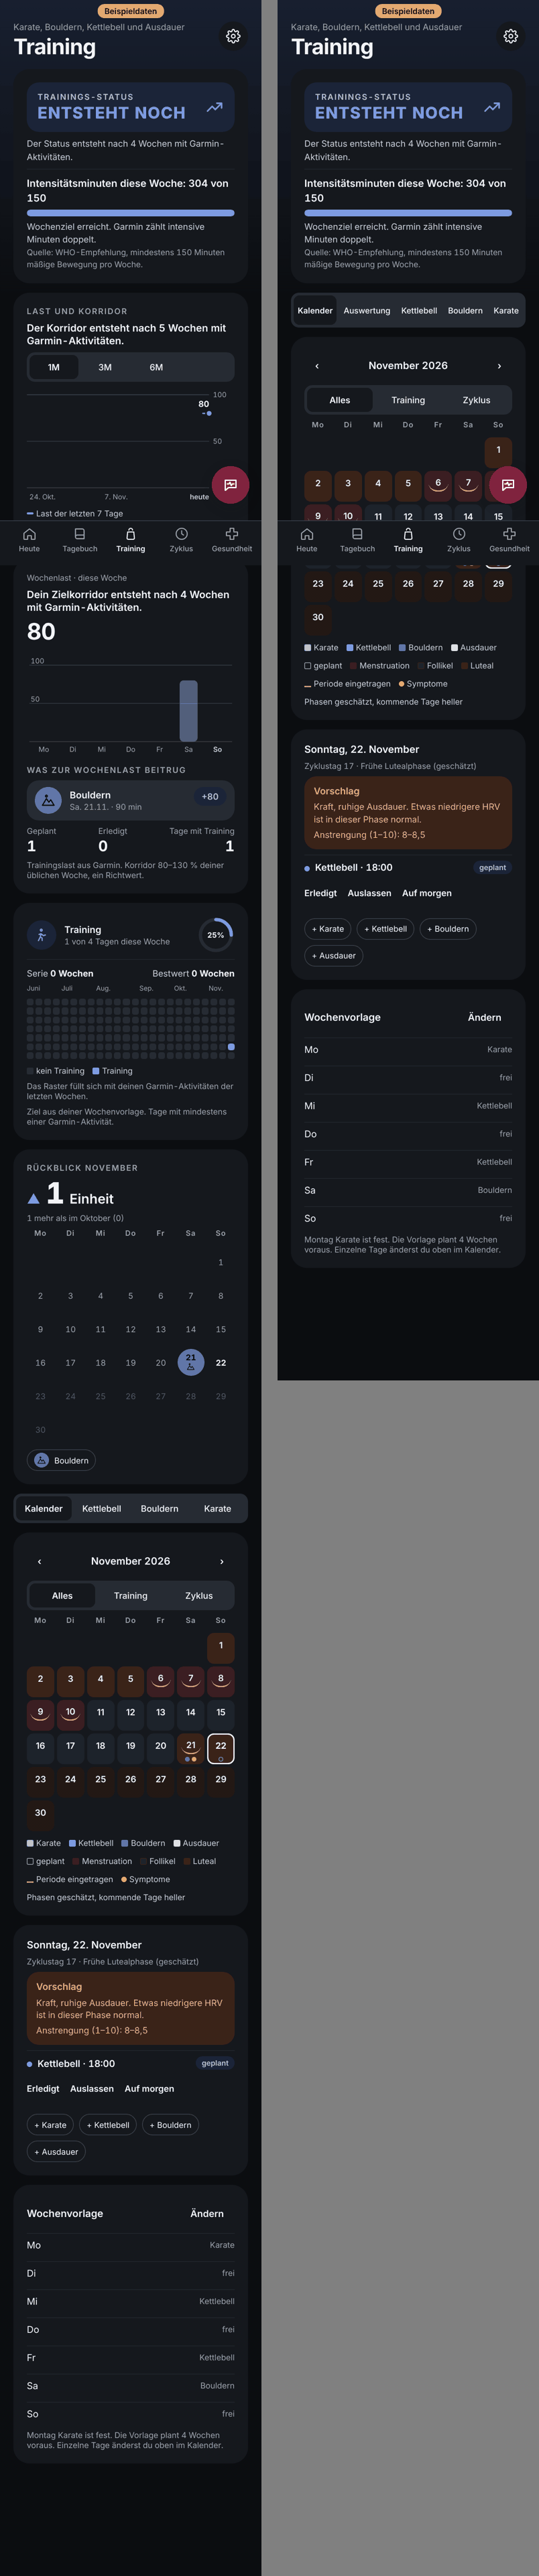 Beispieldaten
Karate, Bouldern, Kettlebell und Ausdauer
Training
TRAININGS-STATUS
ENTSTEHT NOCH
Der Status entsteht nach 4 Wochen mit Garmin-
Aktivitäten.
Intensitätsminuten diese Woche: 304 von
150
Wochenziel erreicht. Garmin zählt intensive
Minuten doppelt.
Quelle: WHO-Empfehlung, mindestens 150 Minuten
mäßige Bewegung pro Woche.
LAST UND KORRIDOR
Der Korridor entsteht nach 5 Wochen mit
Garmin-Aktivitäten.
1M 3M 6M
100
80
50
24. Okt. 7. Nov. heute
Last der letzten 7 Tage
Heute Tagebuch Training Zyklus Gesundheit
Wochenlast · diese Woche
Dein Zielkorridor entsteht nach 4 Wochen
mit Garmin-Aktivitäten.
80
100
50
Mo Di Mi Do Fr Sa So
WAS ZUR WOCHENLAST BEITRUG
Bouldern
Sa. 21.11. · 90 min
+80
Geplant Erledigt Tage mit Training
1 0 1
Trainingslast aus Garmin. Korridor 80–130 % deiner
üblichen Woche, ein Richtwert.
Training
1 von 4 Tagen diese Woche
25%
Serie 0 Wochen Bestwert 0 Wochen
Juni Juli Aug. Sep. Okt. Nov.
kein Training Training
Das Raster füllt sich mit deinen Garmin-Aktivitäten der
letzten Wochen.
Ziel aus deiner Wochenvorlage. Tage mit mindestens
einer Garmin-Aktivität.
RÜCKBLICK NOVEMBER
1 Einheit
1 mehr als im Oktober (0)
Mo Di Mi Do Fr Sa So
1
2 3 4 5 6 7 8
9 10 11 12 13 14 15
16 17 18 19 20 21 22
23 24 25 26 27 28 29
30
Bouldern
Kalender Kettlebell Bouldern Karate
‹ November 2026 ›
Alles Training Zyklus
Mo Di Mi Do Fr Sa So
1
2 3 4 5 6 7 8
9 10 11 12 13 14 15
16 17 18 19 20 21 22
23 24 25 26 27 28 29
30
Karate Kettlebell Bouldern Ausdauer
geplant Menstruation Follikel Luteal
Periode eingetragen Symptome
Phasen geschätzt, kommende Tage heller
Sonntag, 22. November
Zyklustag 17 · Frühe Lutealphase (geschätzt)
Vorschlag
Kraft, ruhige Ausdauer. Etwas niedrigere HRV
ist in dieser Phase normal.
Anstrengung (1–10): 8–8,5
Kettlebell · 18:00 geplant
Erledigt Auslassen Auf morgen
+ Karate + Kettlebell + Bouldern
+ Ausdauer
Wochenvorlage Ändern
Mo Karate
Di frei
Mi Kettlebell
Do frei
Fr Kettlebell
Sa Bouldern
So frei
Montag Karate ist fest. Die Vorlage plant 4 Wochen
voraus. Einzelne Tage änderst du oben im Kalender.
Beispieldaten
Karate, Bouldern, Kettlebell und Ausdauer
Training
TRAININGS-STATUS
ENTSTEHT NOCH
Der Status entsteht nach 4 Wochen mit Garmin-
Aktivitäten.
Intensitätsminuten diese Woche: 304 von
150
Wochenziel erreicht. Garmin zählt intensive
Minuten doppelt.
Quelle: WHO-Empfehlung, mindestens 150 Minuten
mäßige Bewegung pro Woche.
Kalender Auswertung Kettlebell Bouldern Karate
‹ November 2026 ›
Alles Training Zyklus
Mo Di Mi Do Fr Sa So
1
2 3 4 5 6 7
9 10 11 12 13 14 15
Heute Tagebuch Training Zyklus Gesundheit
23 24 25 26 27 28 29
30
Karate Kettlebell Bouldern Ausdauer
geplant Menstruation Follikel Luteal
Periode eingetragen Symptome
Phasen geschätzt, kommende Tage heller
Sonntag, 22. November
Zyklustag 17 · Frühe Lutealphase (geschätzt)
Vorschlag
Kraft, ruhige Ausdauer. Etwas niedrigere HRV
ist in dieser Phase normal.
Anstrengung (1–10): 8–8,5
Kettlebell · 18:00 geplant
Erledigt Auslassen Auf morgen
+ Karate + Kettlebell + Bouldern
+ Ausdauer
Wochenvorlage Ändern
Mo Karate
Di frei
Mi Kettlebell
Do frei
Fr Kettlebell
Sa Bouldern
So frei
Montag Karate ist fest. Die Vorlage plant 4 Wochen
voraus. Einzelne Tage änderst du oben im Kalender.